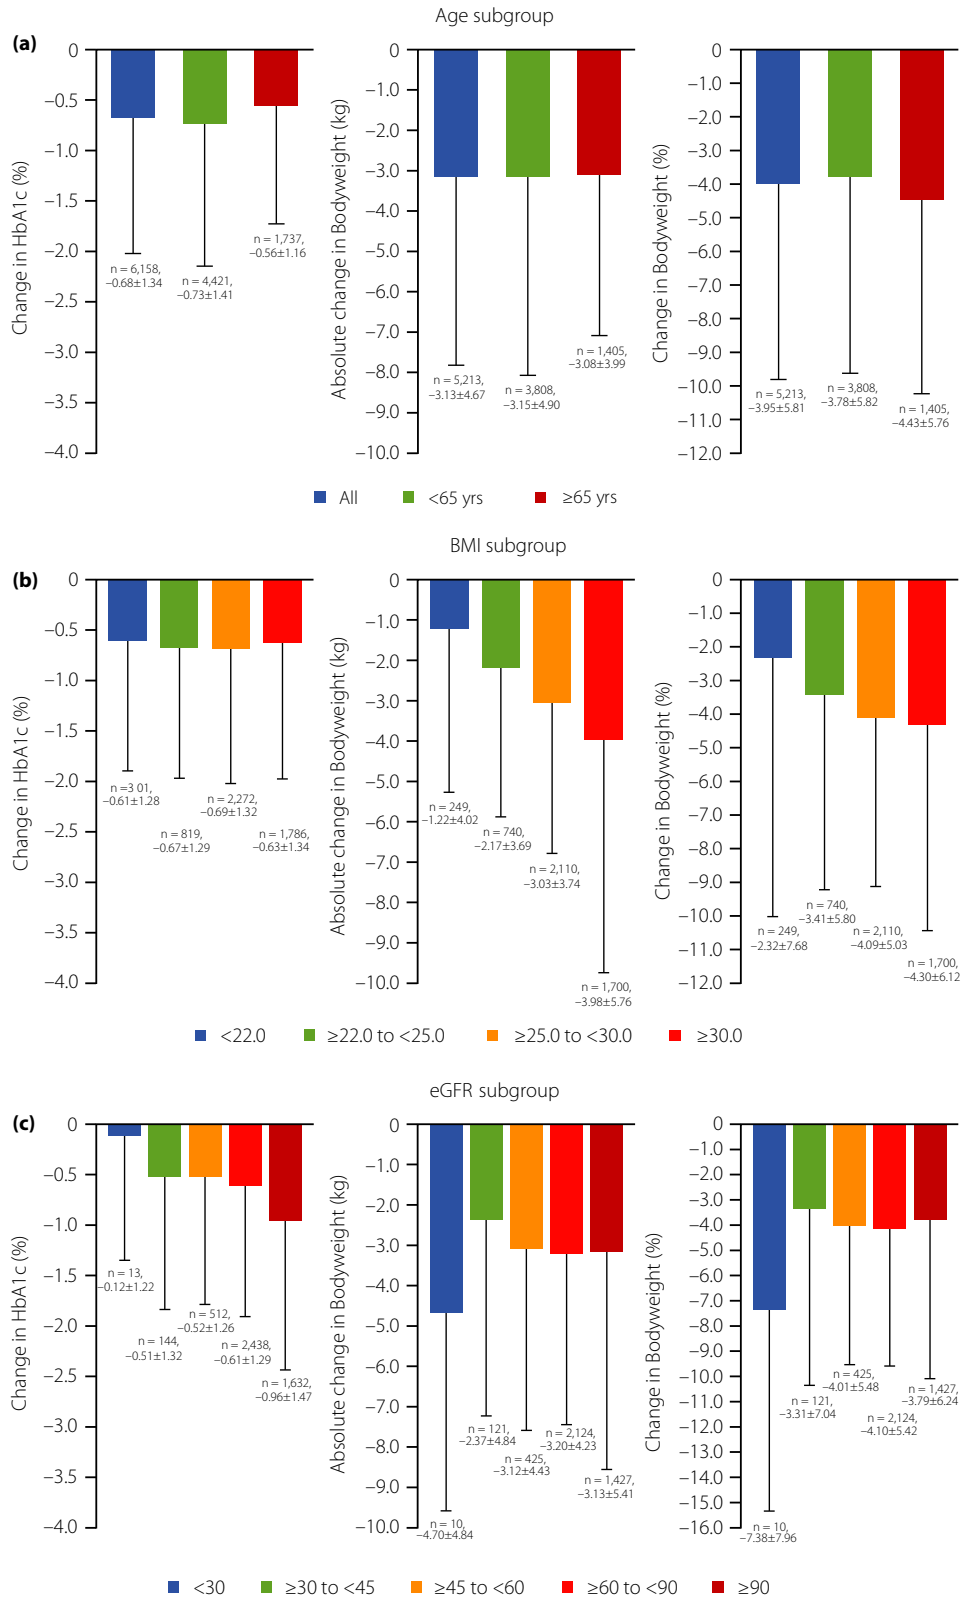 Age subgroup
(a)
Change in HbA1c (%)
0
−0.5
−1.0
−1.5
−2.0
−2.5
−3.0
−3.5
−4.0
n = 6,158,
−0.68±1.34
n = 4,421,
−0.73±1.41
n = 1,737,
−0.56±1.16
Absolute change in Bodyweight (kg)
0
−1.0
−2.0
−3.0
−4.0
−5.0
−6.0
−7.0
−8.0
−9.0
−10.0
n = 5,213,
−3.13±4.67
n = 3,808,
−3.15±4.90
n = 1,405,
−3.08±3.99
Change in Bodyweight (%)
0
−1.0
−2.0
−3.0
−4.0
−5.0
−6.0
−7.0
−8.0
−9.0
−10.0
−11.0
−12.0
n = 5,213,
−3.95±5.81
n = 3,808,
−3.78±5.82
n = 1,405,
−4.43±5.76
All <65 yrs ≥65 yrs
BMI subgroup
(b)
Change in HbA1c (%)
0
−0.5
−1.0
−1.5
−2.0
−2.5
−3.0
−3.5
−4.0
n =3 01,
−0.61±1.28
n = 819,
−0.67±1.29
n = 2,272,
−0.69±1.32
n = 1,786,
−0.63±1.34
Absolute change in Bodyweight (kg)
0
−1.0
−2.0
−3.0
−4.0
−5.0
−6.0
−7.0
−8.0
−9.0
−10.0
n = 249,
−1.22±4.02
n = 740,
−2.17±3.69
n = 2,110,
−3.03±3.74
n = 1,700,
−3.98±5.76
Change in Bodyweight (%)
0
−1.0
−2.0
−3.0
−4.0
−5.0
−6.0
−7.0
−8.0
−9.0
−10.0
−11.0
−12.0
n = 249,
−2.32±7.68
n = 740,
−3.41±5.80
n = 2,110,
−4.09±5.03
n = 1,700,
−4.30±6.12
<22.0 ≥22.0 to <25.0 ≥25.0 to <30.0 ≥30.0
eGFR subgroup
(c)
Change in HbA1c (%)
0
−0.5
−1.0
−1.5
−2.0
−2.5
−3.0
−4.0
n = 13,
−0.12±1.22
n = 144,
−0.51±1.32
n = 512,
−0.52±1.26
n = 2,438,
−0.61±1.29
n = 1,632,
−0.96±1.47
Absolute change in Bodyweight (kg)
0
−1.0
−2.0
−3.0
−4.0
−5.0
−6.0
−7.0
−8.0
−9.0
−10.0
n = 10,
−4.70±4.84
n = 121,
−2.37±4.84
n = 425,
−3.12±4.43
n = 2,124,
−3.20±4.23
n = 1,427,
−3.13±5.41
Change in Bodyweight (%)
0
−1.0
−2.0
−3.0
−4.0
−5.0
−6.0
−7.0
−8.0
−9.0
−10.0
−11.0
−12.0
−13.0
−14.0
−15.0
−16.0
n = 10,
−7.38±7.96
n = 121,
−3.31±7.04
n = 425,
−4.01±5.48
n = 2,124,
−4.10±5.42
n = 1,427,
−3.79±6.24
<30 ≥30 to <45 ≥45 to <60 ≥60 to <90 ≥90